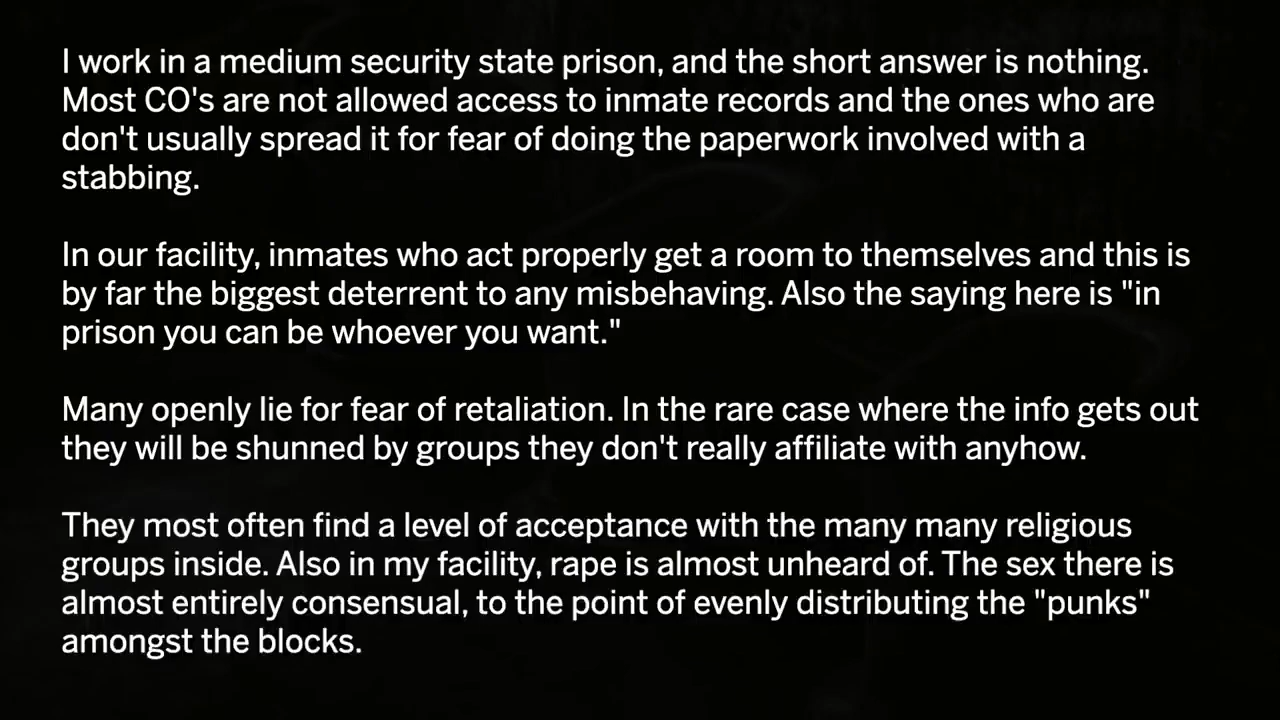 I work in a medium security state prison, and the short answer is nothing.
Most CO's are not allowed access to inmate records and the ones who are
don't usually spread it for fear of doing the paperwork involved with a
stabbing.
In our facility, inmates who act properly get a room to themselves and this is
by far the biggest deterrent to any misbehaving. Also the saying here is "in
prison you can be whoever you want."
Many openly lie for fear of retaliation. In the rare case where the info gets out
they will be shunned by groups they don't really affiliate with anyhow.
They most often find a level of acceptance with the many many religious
groups inside. Also in my facility, rape is almost unheard of. The sex there is
almost entirely consensual, to the point of evenly distributing the "punks"
amongst the blocks.